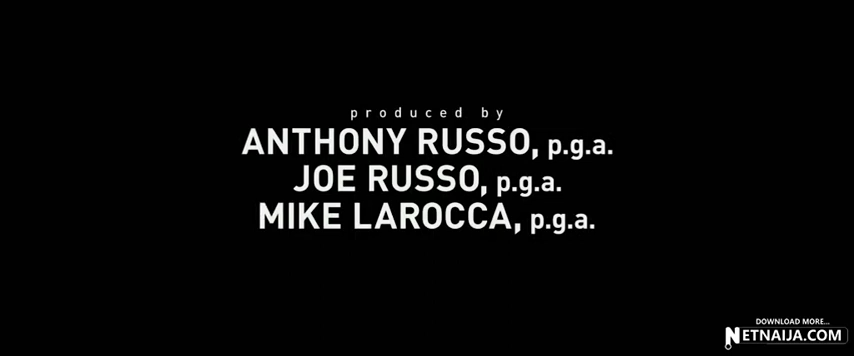 produced by
ANTHONY RUSSO, p.g.a.
JOE RUSSO, p.g.a.
MIKE LAROCCA, p.g.a.
DOWNLOAD MORE...
NETNAIJA.COM